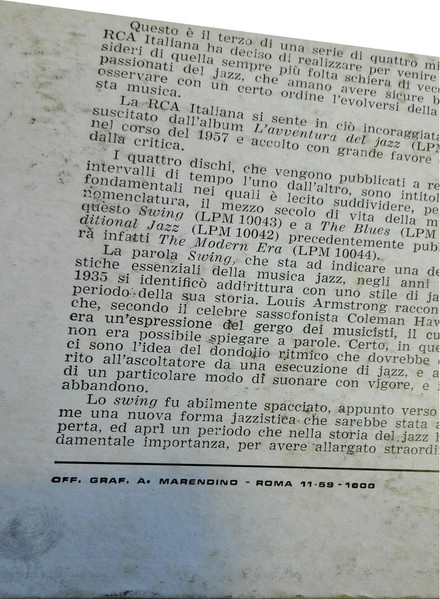 Questo è il terzo di una serie di quattro mi
RCA Italiana ha deciso di realizzare per venire
sideri di quella sempre più folta schiera di vecc
passionati del jazz, che amano avere sicure b
osservare con un certo ordine l'evolversi della
sta musica.
La RCA Italiana si sente in ciò incoraggiat
suscitato dall'album L'avventura del jazz (LPM
nel corso del 1957 e accolto con grande favore
dalla critica.
I quattro dischi, che vengono pubblicati a re
intervalli di tempo l'uno dall'altro, sono intitol
fondamentali nei quali è lecito suddividere, pe
nomenclatura, il mezzo secolo di vita della m
questo Swing (LPM 10043) e a The Blues (LPM
ditional Jazz (LPM 10042) precedentemente pub
rà infatti The Modern Era (LPM 10044).
La parola Swing, che sta ad indicare una de
stiche essenziali della musica jazz, negli anni
1935 si identificò addirittura con uno stile di ja
periodo della sua storia. Louis Armstrong raccon
che, secondo il celebre sassofonista Coleman Haw
era un'espressione del gergo dei musicisti, il cu
non era possibile spiegare a parole. Certo, in que
ci sono l'idea del dondolio ritmico che dovrebbe
rito all'ascoltatore da una esecuzione di jazz, e a
di un particolare modo di suonare con vigore, e
abbandono.
Lo swing fu abilmente spacciato, appunto verso
me una nuova forma jazzistica che sarebbe stata a
perta, ed aprì un periodo che nella storia del jazz h
damentale importanza, per avere allargato straordi
OFF. GRAF. A. MARENDINO - ROMA 11-59 - 1000